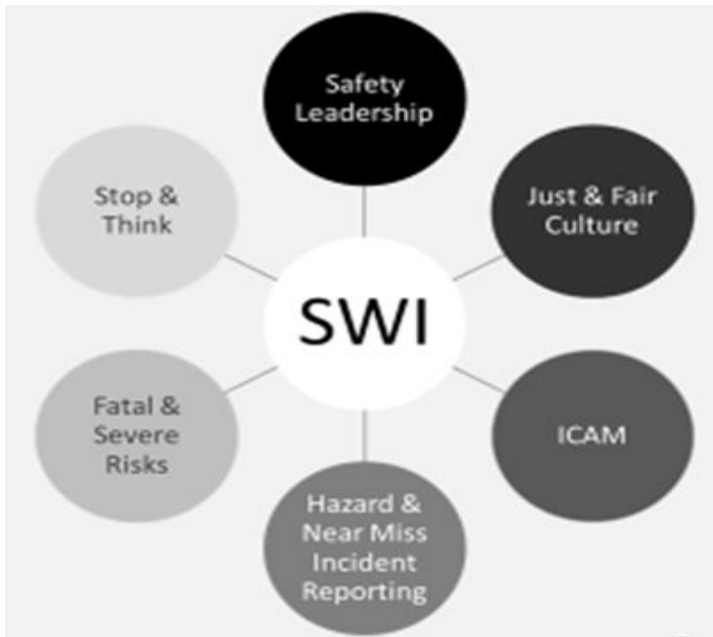 Safety
Leadership
Just & Fair
Culture
ICAM
Hazard &
Near Miss
Incident
Reporting
Fatal &
Severe
Risks
Stop &
Think
SWI